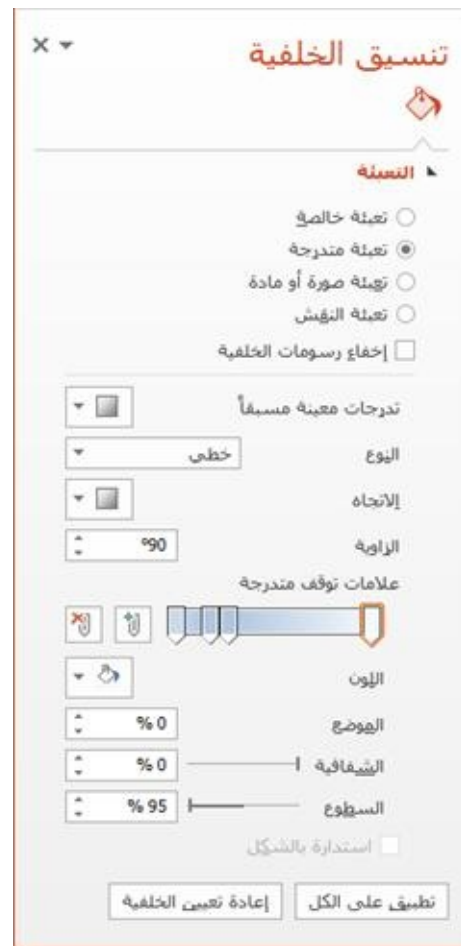 تنسيق الخلفية
التعبئة
تعبئة خالصة
تعبئة متدرجة
تعبئة صورة أو مادة
تعبئة النقش
إخفاء رسومات الخلفية
تدرجات معينة مسبقاً
النوع خطي
الاتجاه
الزاوية 90°
علامات توقف متدرجة
اللون
الموضع 0 %
الشفافية 0 %
السطوع 95 %
استدارة بالشكل
تطبيق على الكل إعادة تعيين الخلفية